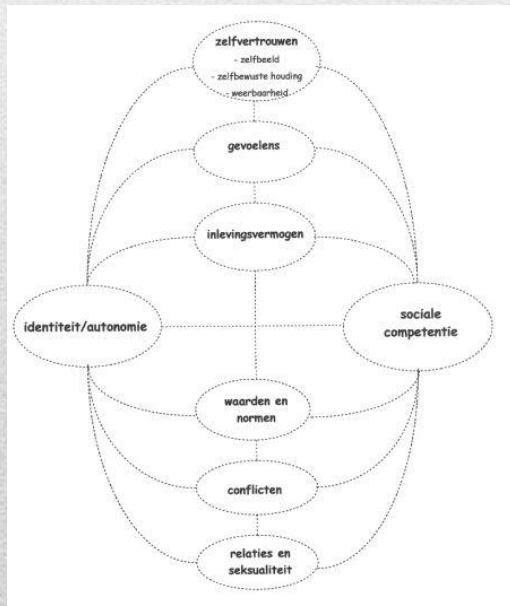 zelfvertrouwen
- zelfbeeld
- zelfbewuste houding
- weerbaarheid
gevoelens
inlevingsvermogen
identiteit/autonomie
sociale
competentie
waarden en
normen
conflicten
relaties en
seksualiteit